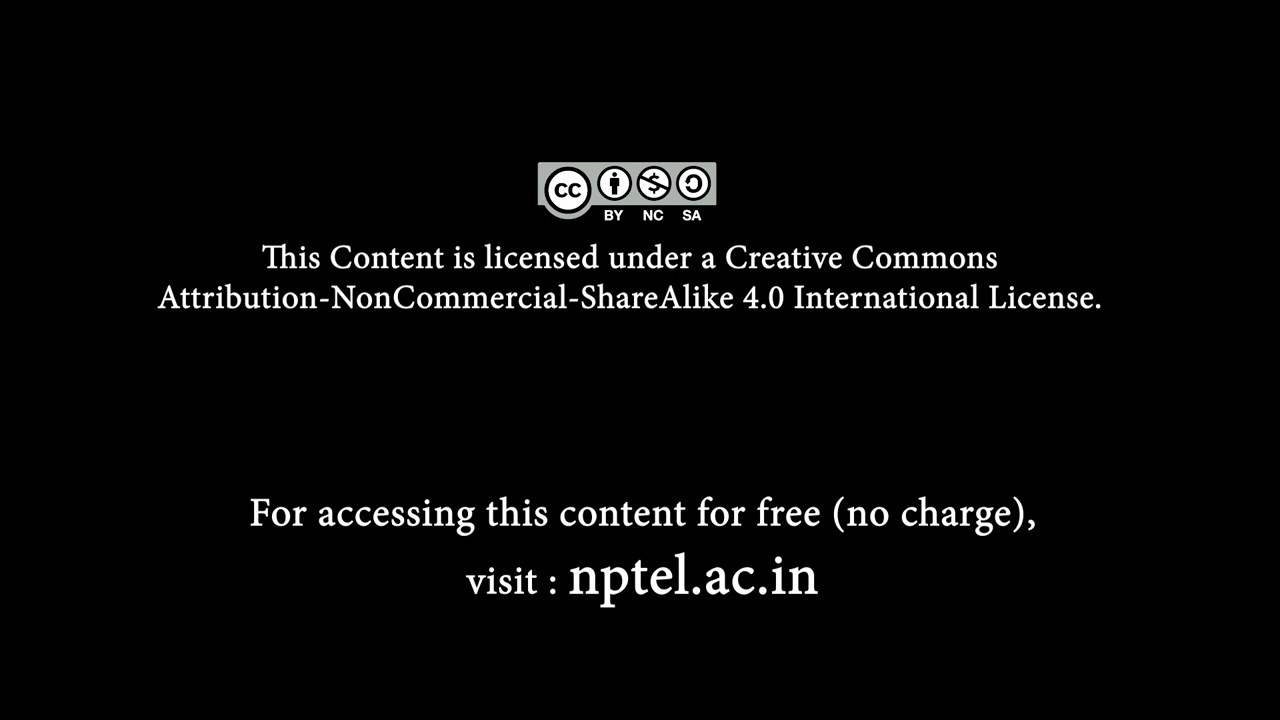 cc
BY NC SA
This Content is licensed under a Creative Commons
Attribution-NonCommercial-ShareAlike 4.0 International License.
For accessing this content for free (no charge),
visit : nptel.ac.in